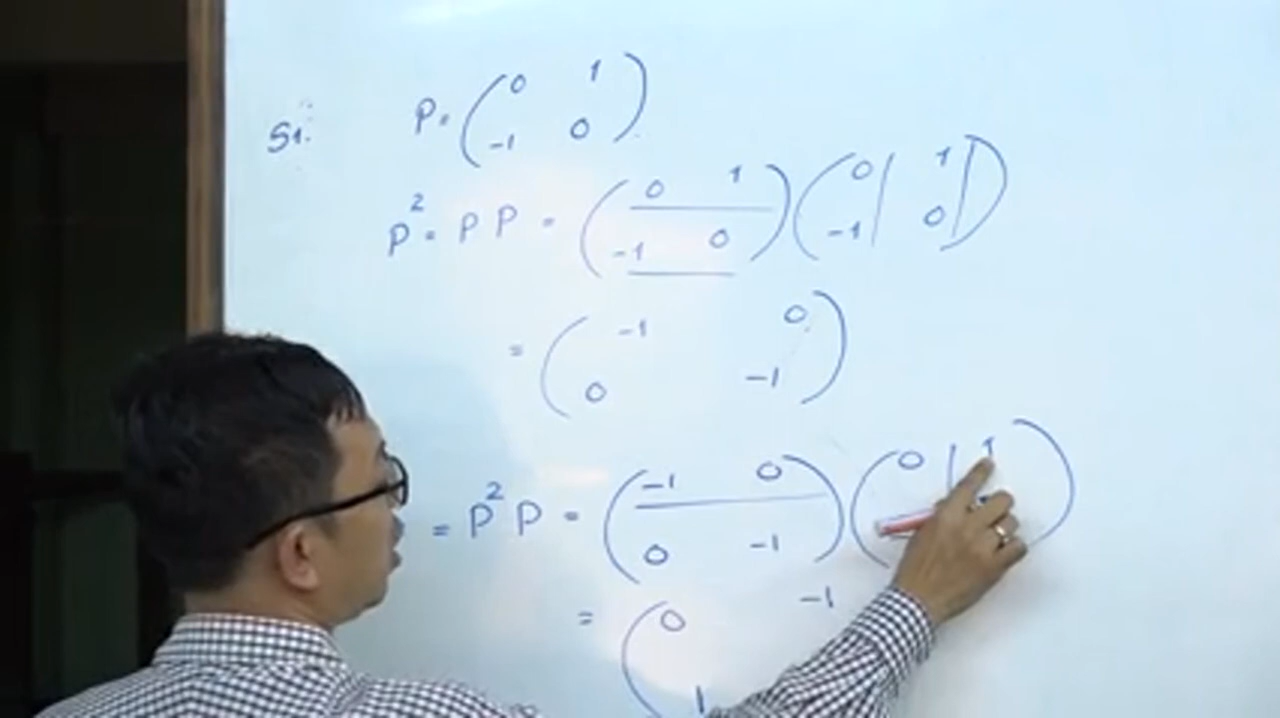 Sol: P = ( 0 1
-1 0 )
P² = P P = ( 0 1
-1 0 ) ( 0 1
-1 0 )
= ( -1 0
0 -1 )
= P² P = ( -1 0
0 -1 ) ( 0 1
= ( 0 -1
1